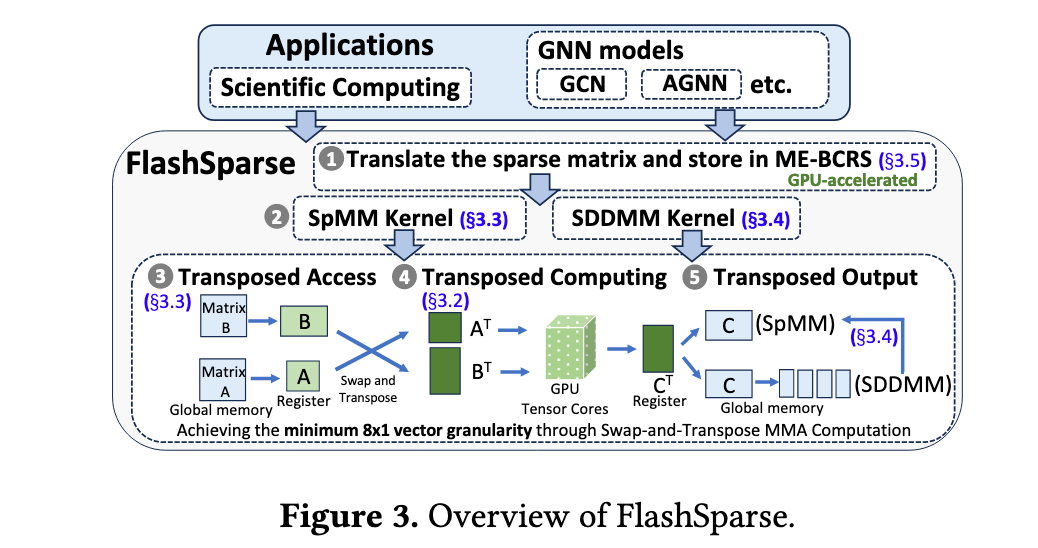 Applications
Scientific Computing
GNN models
GCN
AGNN
etc.
FlashSparse
1 Translate the sparse matrix and store in ME-BCRS (§3.5)
GPU-accelerated
2
SpMM Kernel (§3.3)
SDDMM Kernel (§3.4)
3 Transposed Access
(§3.3)
4 Transposed Computing
(§3.2)
5 Transposed Output
Matrix
B
B
Matrix
A
A
Global memory
Register
Swap and
Transpose
Aᵀ
Bᵀ
GPU
Tensor Cores
Cᵀ
Register
C
(SpMM)
(§3.4)
C
(SDDMM)
Global memory
Achieving the minimum 8x1 vector granularity through Swap-and-Transpose MMA Computation
Figure 3. Overview of FlashSparse.